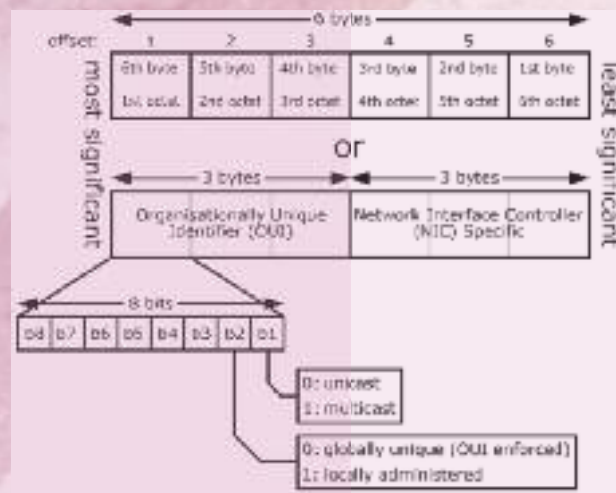 6 bytes
offset: 1 2 3 4 5 6
6th byte 5th byte 4th byte 3rd byte 2nd byte 1st byte
1st octet 2nd octet 3rd octet 4th octet 5th octet 6th octet
most significant
least significant
or
3 bytes 3 bytes
Organisationally Unique
Identifier (OUI)
Network Interface Controller
(NIC) Specific
8 bits
b8 b7 b6 b5 b4 b3 b2 b1
0: unicast
1: multicast
0: globally unique (OUI enforced)
1: locally administered